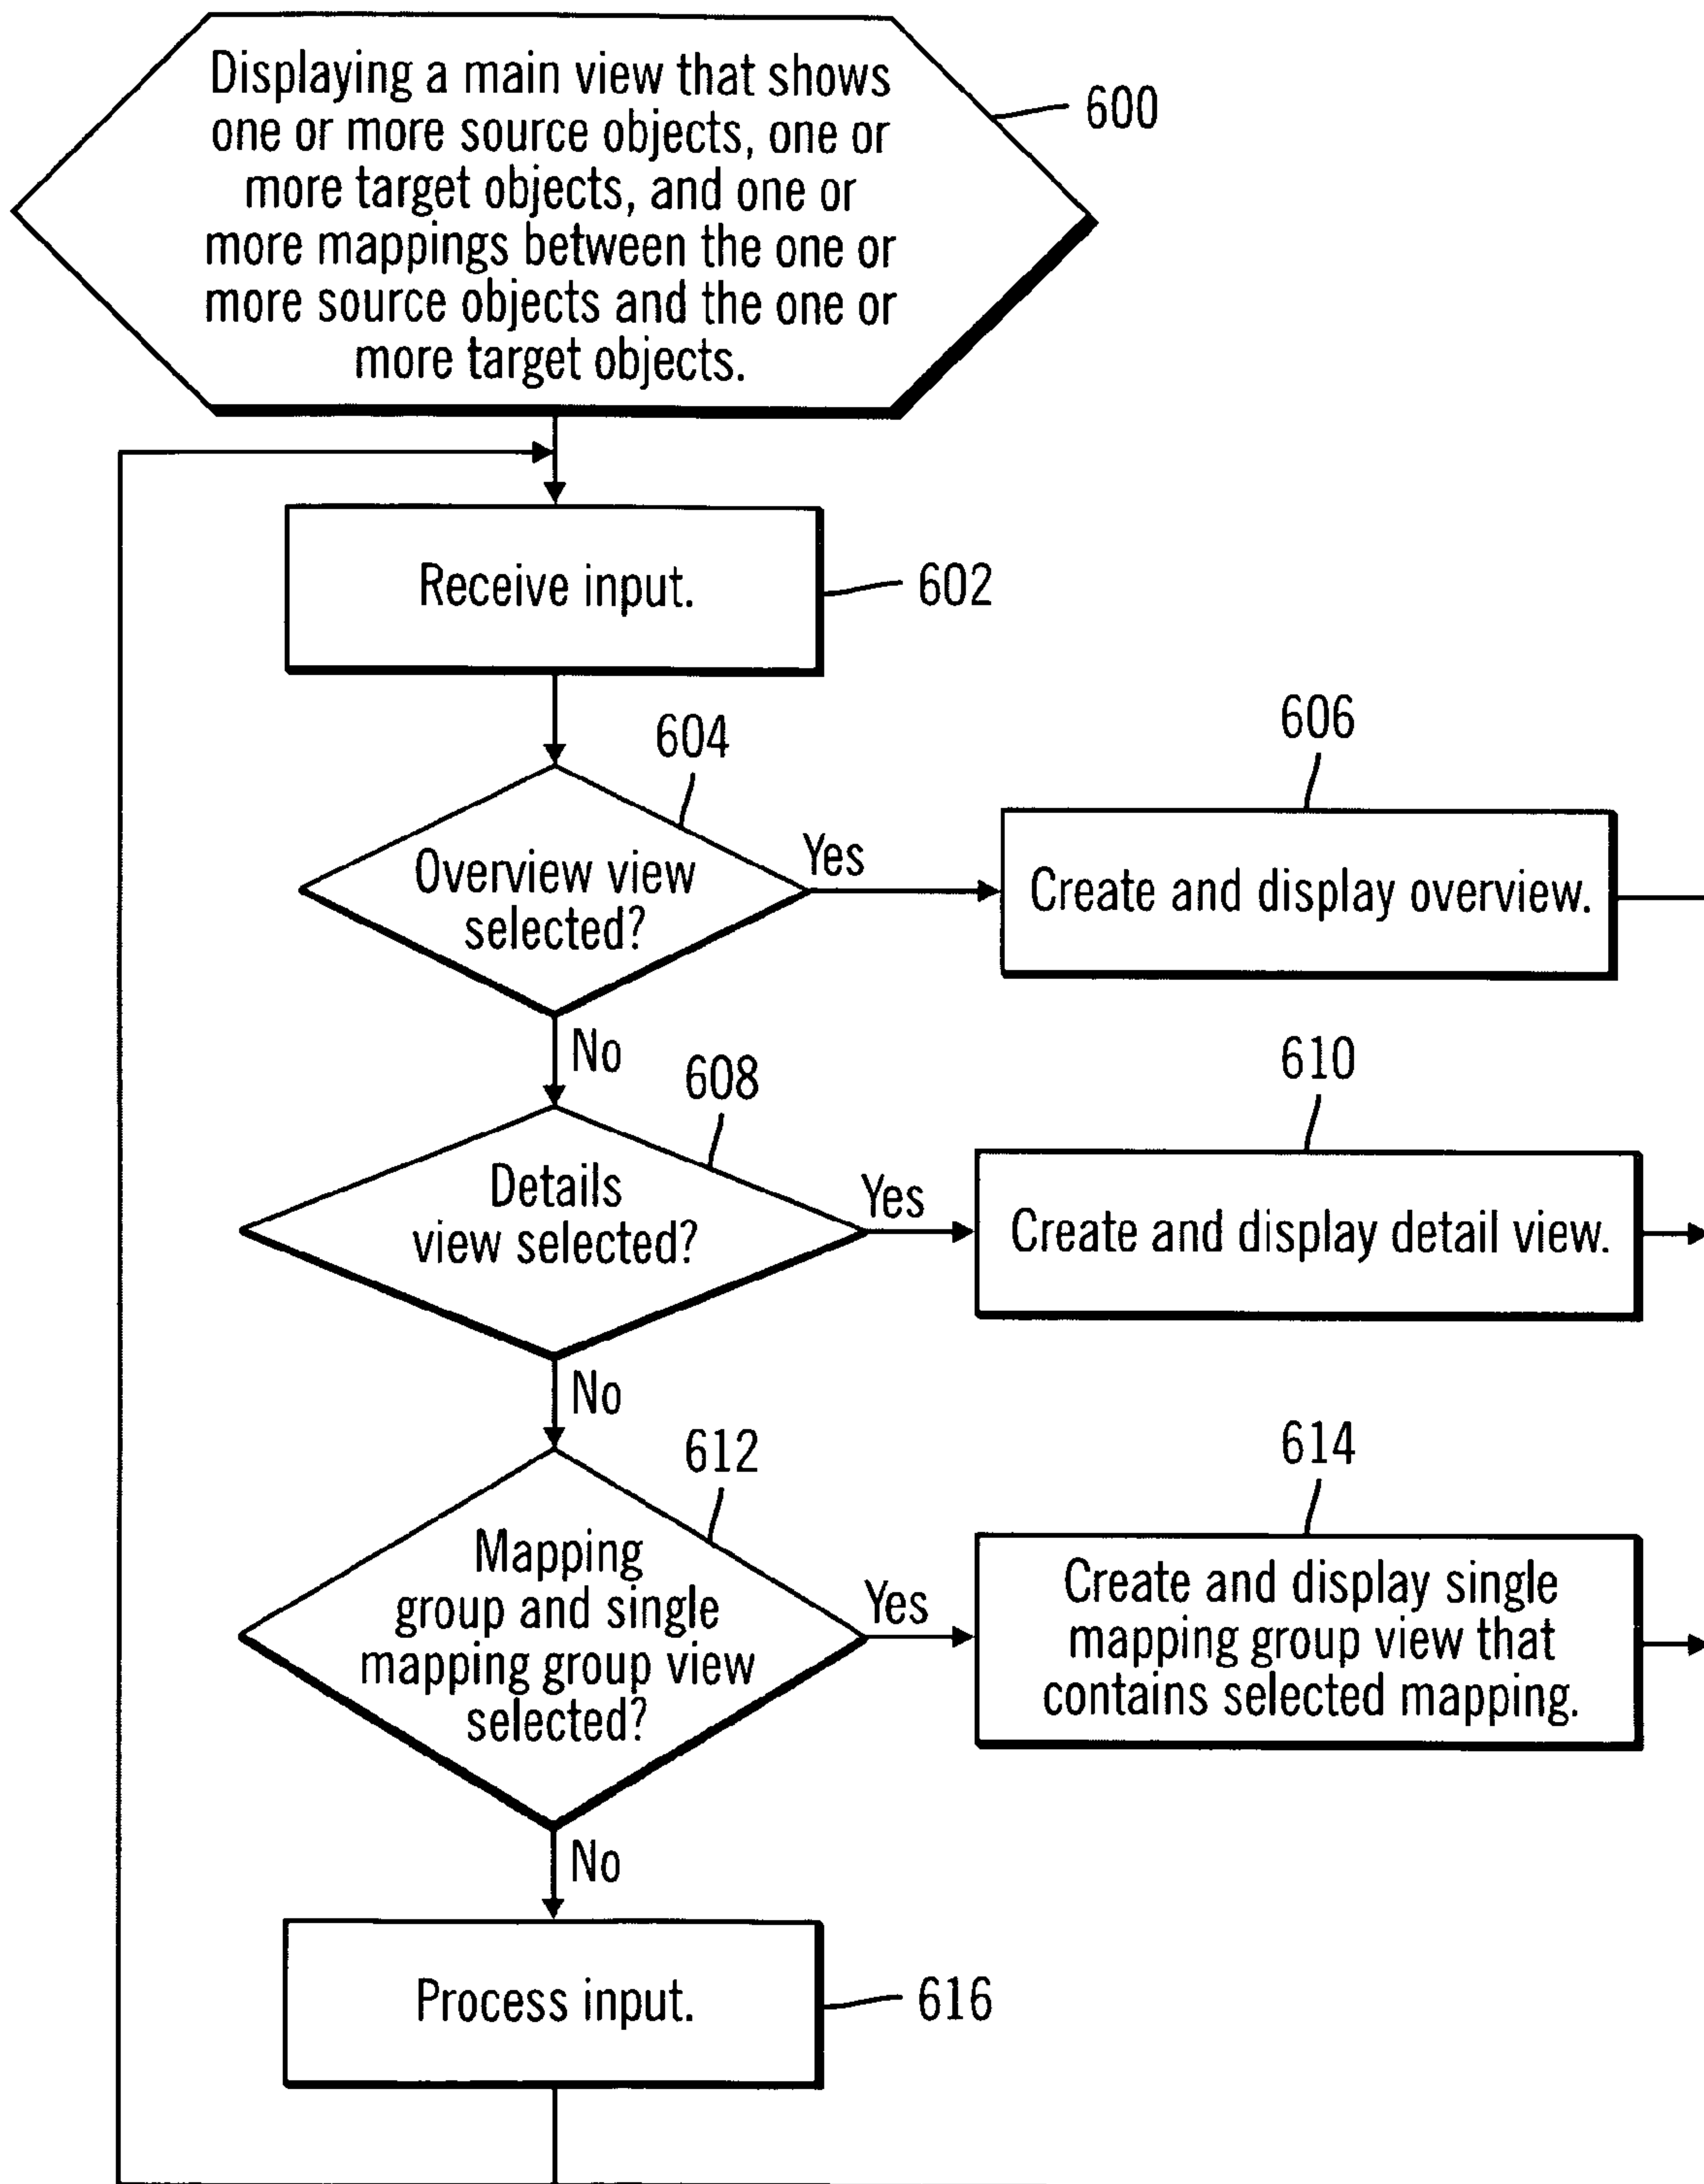 Displaying a main view that shows
one or more source objects, one or
more target objects, and one or
more mappings between the one or
more source objects and the one or
more target objects.
600
Receive input.
602
604
Overview view
selected?
Yes
606
Create and display overview.
No
608
Details
view selected?
Yes
610
Create and display detail view.
No
612
Mapping
group and single
mapping group view
selected?
Yes
614
Create and display single
mapping group view that
contains selected mapping.
No
Process input.
616